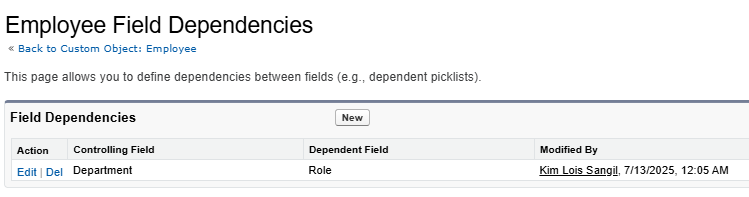 Employee Field Dependencies
« Back to Custom Object: Employee
This page allows you to define dependencies between fields (e.g., dependent picklists).
Field Dependencies New
Action Controlling Field Dependent Field Modified By
Edit | Del Department Role Kim Lois Sangil, 7/13/2025, 12:05 AM